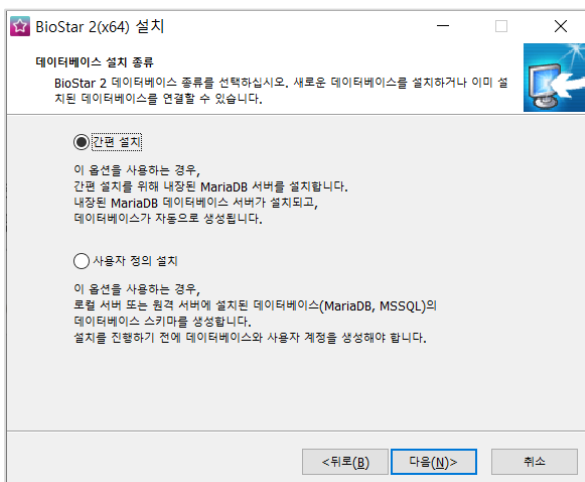 BioStar 2(x64) 설치
데이터베이스 설치 종류
BioStar 2 데이터베이스 종류를 선택하십시오. 새로운 데이터베이스를 설치하거나 이미 설
치된 데이터베이스를 연결할 수 있습니다.
간편 설치
이 옵션을 사용하는 경우,
간편 설치를 위해 내장된 MariaDB 서버를 설치합니다.
내장된 MariaDB 데이터베이스 서버가 설치되고,
데이터베이스가 자동으로 생성됩니다.
사용자 정의 설치
이 옵션을 사용하는 경우,
로컬 서버 또는 원격 서버에 설치된 데이터베이스(MariaDB, MSSQL)의
데이터베이스 스키마를 생성합니다.
설치를 진행하기 전에 데이터베이스와 사용자 계정을 생성해야 합니다.
<뒤로(B) 다음(N)> 취소